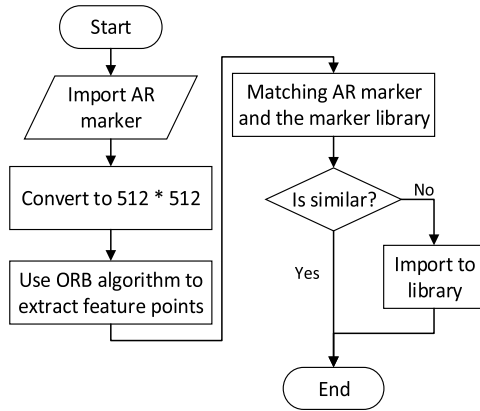 Start
Import AR
marker
Convert to 512 * 512
Use ORB algorithm to
extract feature points
Matching AR marker
and the marker library
Is similar?
No
Yes
Import to
library
End